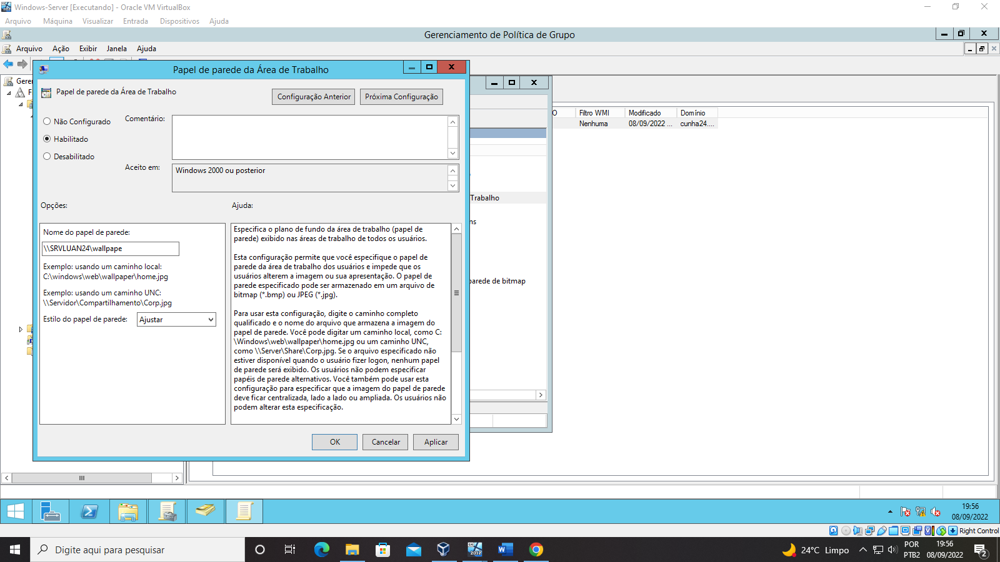 Windows-Server [Executando] - Oracle VM VirtualBox
Arquivo Máquina Visualizar Entrada Dispositivos Ajuda
Gerenciamento de Política de Grupo
Arquivo Ação Exibir Janela Ajuda
Papel de parede da Área de Trabalho
Papel de parede da Área de Trabalho
Configuração Anterior Próxima Configuração
Não Configurado
Habilitado
Desabilitado
Comentário:
Aceito em:
Windows 2000 ou posterior
Opções:
Ajuda:
Nome do papel de parede:
\\SRVLUAN24\wallpape
Exemplo: usando um caminho local:
C:\windows\web\wallpaper\home.jpg
Exemplo: usando um caminho UNC:
\\Servidor\Compartilhamento\Corp.jpg
Estilo do papel de parede: Ajustar
Especifica o plano de fundo da área de trabalho (papel de
parede) exibido nas áreas de trabalho de todos os usuários.
Esta configuração permite que você especifique o papel de
parede da área de trabalho dos usuários e impede que os
usuários alterem a imagem ou sua apresentação. O papel de
parede especificado pode ser armazenado em um arquivo de
bitmap (*.bmp) ou JPEG (*.jpg).
Para usar esta configuração, digite o caminho completo
qualificado e o nome do arquivo que armazena a imagem do
papel de parede. Você pode digitar um caminho local, como C:
\Windows\web\wallpaper\home.jpg ou um caminho UNC,
como \\Server\Share\Corp.jpg. Se o arquivo especificado não
estiver disponível quando o usuário fizer logon, nenhum papel
de parede será exibido. Os usuários não podem especificar
papéis de parede alternativos. Você também pode usar esta
configuração para especificar que a imagem do papel de parede
deve ficar centralizada, lado a lado ou ampliada. Os usuários não
podem alterar esta especificação.
OK Cancelar Aplicar
Gerer
F
Trabalho
ns
parede de bitmap
O Filtro WMI Modificado Domínio
Nenhuma 08/09/2022 ... cunha24....
19:56
08/09/2022
Right Control
Digite aqui para pesquisar
2012
24°C Limpo
POR
PTB2
19:56
08/09/2022
2